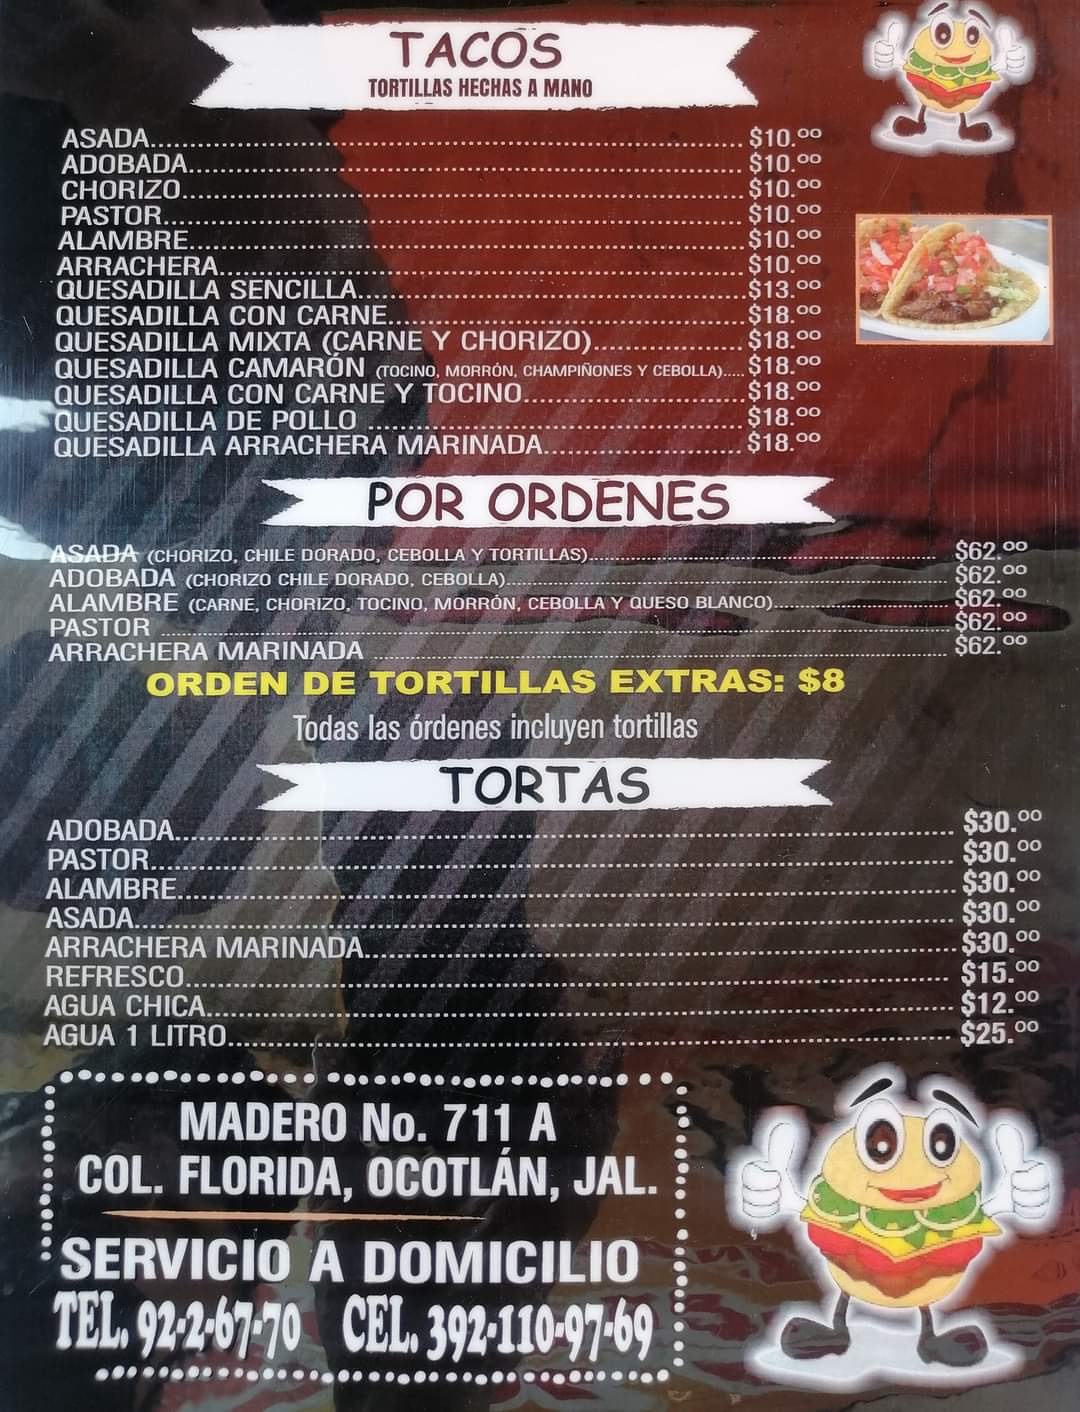 TACOS
TORTILLAS HECHAS A MANO
ASADA........ $10.00
ADOBADA........ $10.00
CHORIZO........ $10.00
PASTOR........ $10.00
ALAMBRE........ $10.00
ARRACHERA........ $10.00
QUESADILLA SENCILLA........ $13.00
QUESADILLA CON CARNE........ $18.00
QUESADILLA MIXTA (CARNE Y CHORIZO)........ $18.00
QUESADILLA CAMARÓN (TOCINO, MORRÓN, CHAMPIÑONES Y CEBOLLA)..... $18.00
QUESADILLA CON CARNE Y TOCINO........ $18.00
QUESADILLA DE POLLO ........ $18.00
QUESADILLA ARRACHERA MARINADA........ $18.00
POR ORDENES
ASADA (CHORIZO, CHILE DORADO, CEBOLLA Y TORTILLAS)........ $62.00
ADOBADA (CHORIZO CHILE DORADO, CEBOLLA)........ $62.00
ALAMBRE (CARNE, CHORIZO, TOCINO, MORRÓN, CEBOLLA Y QUESO BLANCO)........ $62.00
PASTOR ........ $62.00
ARRACHERA MARINADA ........ $62.00
ORDEN DE TORTILLAS EXTRAS: $8
Todas las órdenes incluyen tortillas
TORTAS
ADOBADA........ $30.00
PASTOR........ $30.00
ALAMBRE........ $30.00
ASADA........ $30.00
ARRACHERA MARINADA........ $30.00
REFRESCO........ $15.00
AGUA CHICA........ $12.00
AGUA 1 LITRO........ $25.00
MADERO No. 711 A
COL. FLORIDA, OCOTLÁN, JAL.
SERVICIO A DOMICILIO
TEL. 92-2-67-70 CEL. 392-110-97-69